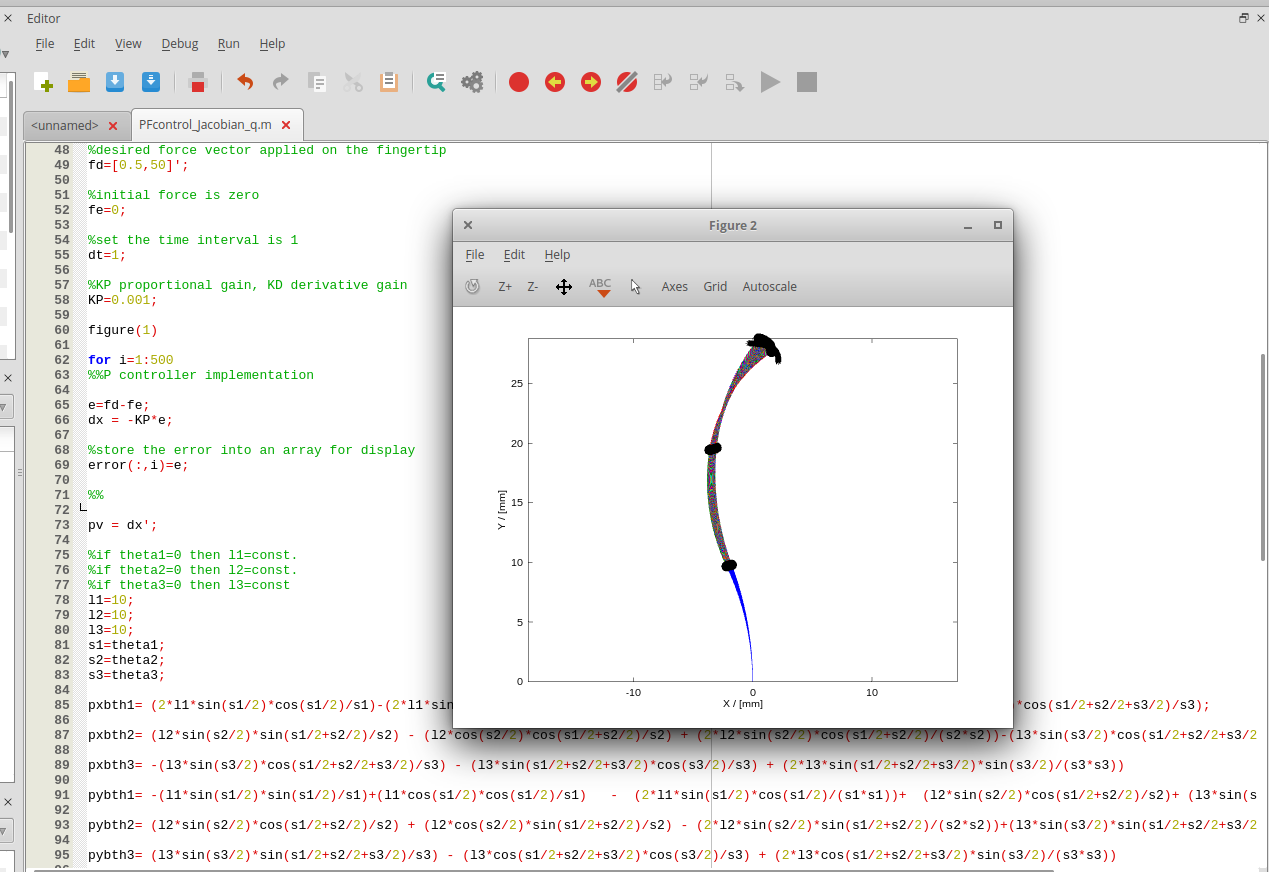 Editor
File Edit View Debug Run Help
<unnamed> PFcontrol_Jacobian_q.m
48 %desired force vector applied on the fingertip
49 fd=[0.5,50]';
50
51 %initial force is zero
52 fe=0;
53
54 %set the time interval is 1
55 dt=1;
56
57 %KP proportional gain, KD derivative gain
58 KP=0.001;
59
60 figure(1)
61
62 for i=1:500
63 %%P controller implementation
64
65 e=fd-fe;
66 dx = -KP*e;
67
68 %store the error into an array for display
69 error(:,i)=e;
70
71 %%
72
73 pv = dx';
74
75 %if theta1=0 then l1=const.
76 %if theta2=0 then l2=const.
77 %if theta3=0 then l3=const
78 l1=10;
79 l2=10;
80 l3=10;
81 s1=theta1;
82 s2=theta2;
83 s3=theta3;
84
85 pxbth1= (2*l1*sin(s1/2)*cos(s1/2)/s1)-(2*l1*sin *cos(s1/2+s2/2+s3/2)/s3);
86
87 pxbth2= (l2*sin(s2/2)*sin(s1/2+s2/2)/s2) - (l2*cos(s2/2)*cos(s1/2+s2/2)/s2) + (2*l2*sin(s2/2)*cos(s1/2+s2/2)/(s2*s2))-(l3*sin(s3/2)*cos(s1/2+s2/2+s3/2
88
89 pxbth3= -(l3*sin(s3/2)*cos(s1/2+s2/2+s3/2)/s3) - (l3*sin(s1/2+s2/2+s3/2)*cos(s3/2)/s3) + (2*l3*sin(s1/2+s2/2+s3/2)*sin(s3/2)/(s3*s3))
90
91 pybth1= -(l1*sin(s1/2)*sin(s1/2)/s1)+(l1*cos(s1/2)*cos(s1/2)/s1) - (2*l1*sin(s1/2)*cos(s1/2)/(s1*s1))+ (l2*sin(s2/2)*cos(s1/2+s2/2)/s2)+ (l3*sin(s
92
93 pybth2= (l2*sin(s2/2)*cos(s1/2+s2/2)/s2) + (l2*cos(s2/2)*sin(s1/2+s2/2)/s2) - (2*l2*sin(s2/2)*sin(s1/2+s2/2)/(s2*s2))+(l3*sin(s3/2)*sin(s1/2+s2/2+s3/2
94
95 pybth3= (l3*sin(s3/2)*sin(s1/2+s2/2+s3/2)/s3) - (l3*cos(s1/2+s2/2+s3/2)*cos(s3/2)/s3) + (2*l3*cos(s1/2+s2/2+s3/2)*sin(s3/2)/(s3*s3))
Figure 2
File Edit Help
Z+ Z- ABC Axes Grid Autoscale
25
20
15
10
5
0
Y / [mm]
-10 0 10
X / [mm]